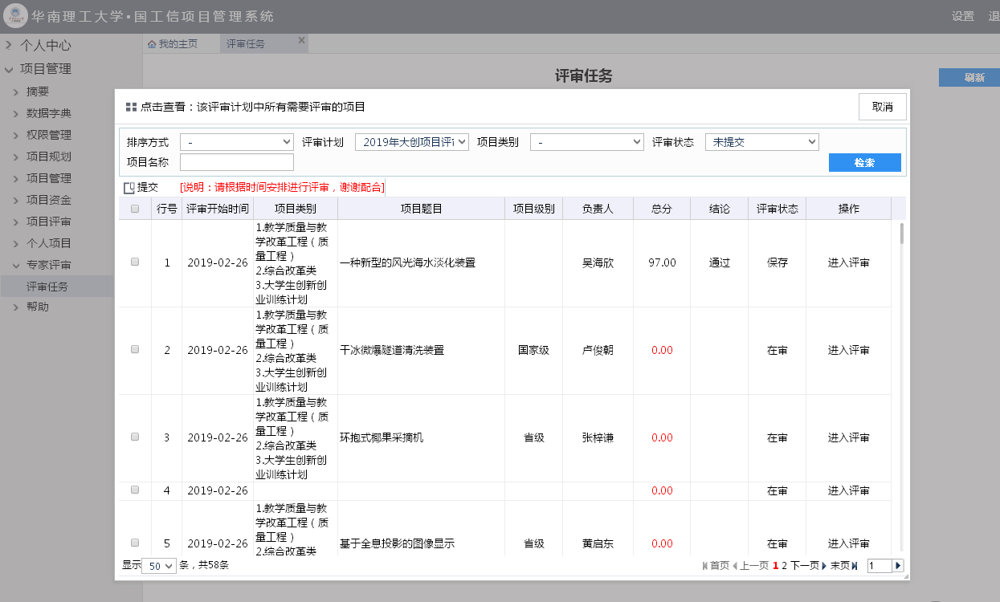 华南理工大学·国工信项目管理系统
设置 退
个人中心
项目管理
摘要
数据字典
权限管理
项目规划
项目管理
项目资金
项目评审
个人项目
专家评审
评审任务
帮助
我的主页 评审任务
评审任务
刷新
点击查看：该评审计划中所有需要评审的项目
取消
排序方式 - 评审计划 2019年大创项目评 项目类别 - 评审状态 未提交
项目名称
检索
提交 [说明：请根据时间安排进行评审，谢谢配合]
行号 评审开始时间 项目类别 项目题目 项目级别 负责人 总分 结论 评审状态 操作
1.教学质量与教
学改革工程（质
量工程）
2.综合改革类
3.大学生创新创
业训练计划
1 2019-02-26 一种新型的风光海水淡化装置 吴海欣 97.00 通过 保存 进入评审
1.教学质量与教
学改革工程（质
量工程）
2.综合改革类
3.大学生创新创
业训练计划
2 2019-02-26 干冰微爆隧道清洗装置 国家级 卢俊朝 0.00 在审 进入评审
1.教学质量与教
学改革工程（质
量工程）
2.综合改革类
3.大学生创新创
业训练计划
3 2019-02-26 环抱式椰果采摘机 省级 张梓谦 0.00 在审 进入评审
4 2019-02-26 0.00 在审 进入评审
1.教学质量与教
学改革工程（质
量工程）
2.综合改革类
5 2019-02-26 基于全息投影的图像显示 省级 黄启东 0.00 在审 进入评审
显示 50 条，共58条
首页 上一页 1 2 下一页 末页 1